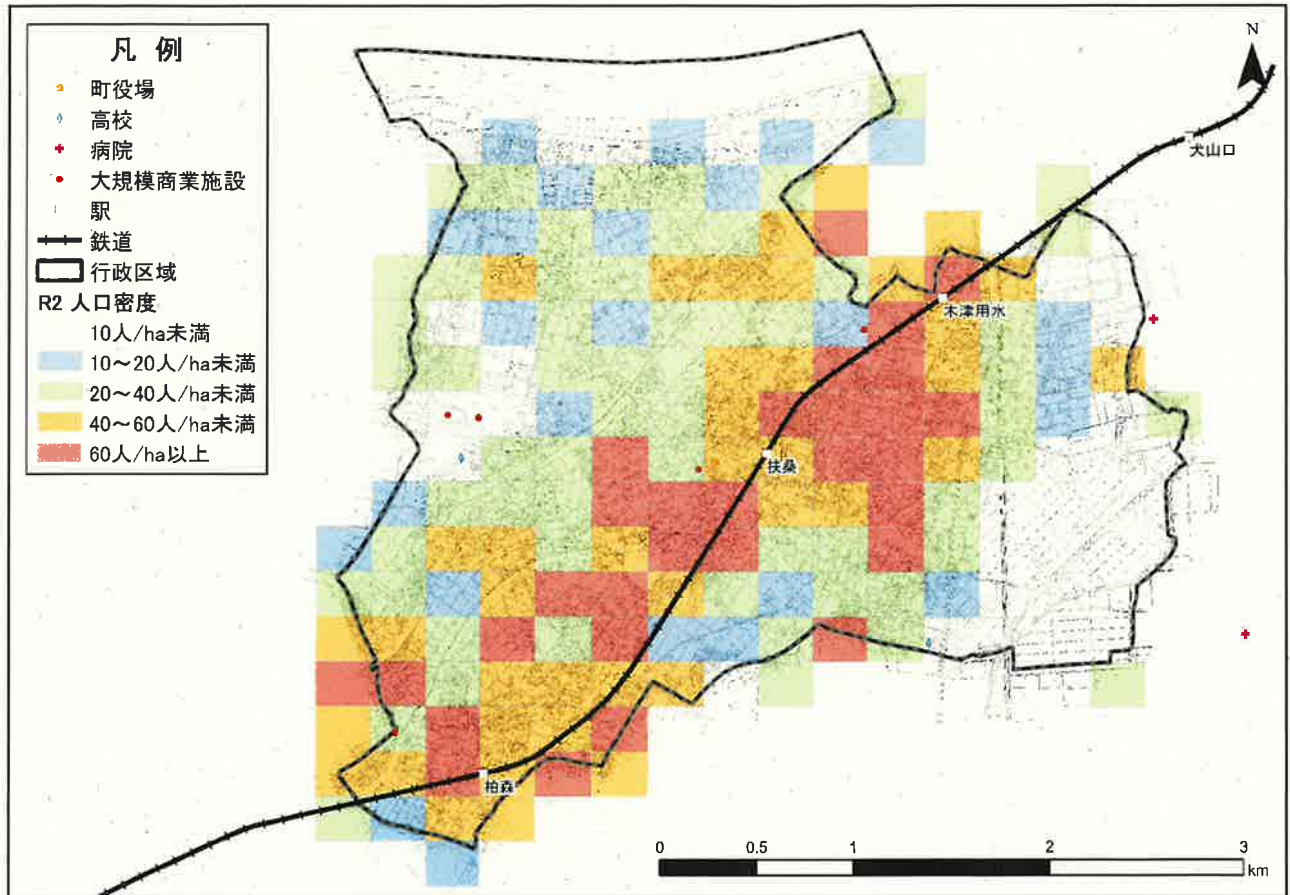 凡 例
町役場
高校
病院
大規模商業施設
駅
鉄道
行政区域
R2 人口密度
10人/ha未満
10～20人/ha未満
20～40人/ha未満
40～60人/ha未満
60人/ha以上
N
犬山口
木津用水
扶桑
柏森
0
0.5
1
2
3
km